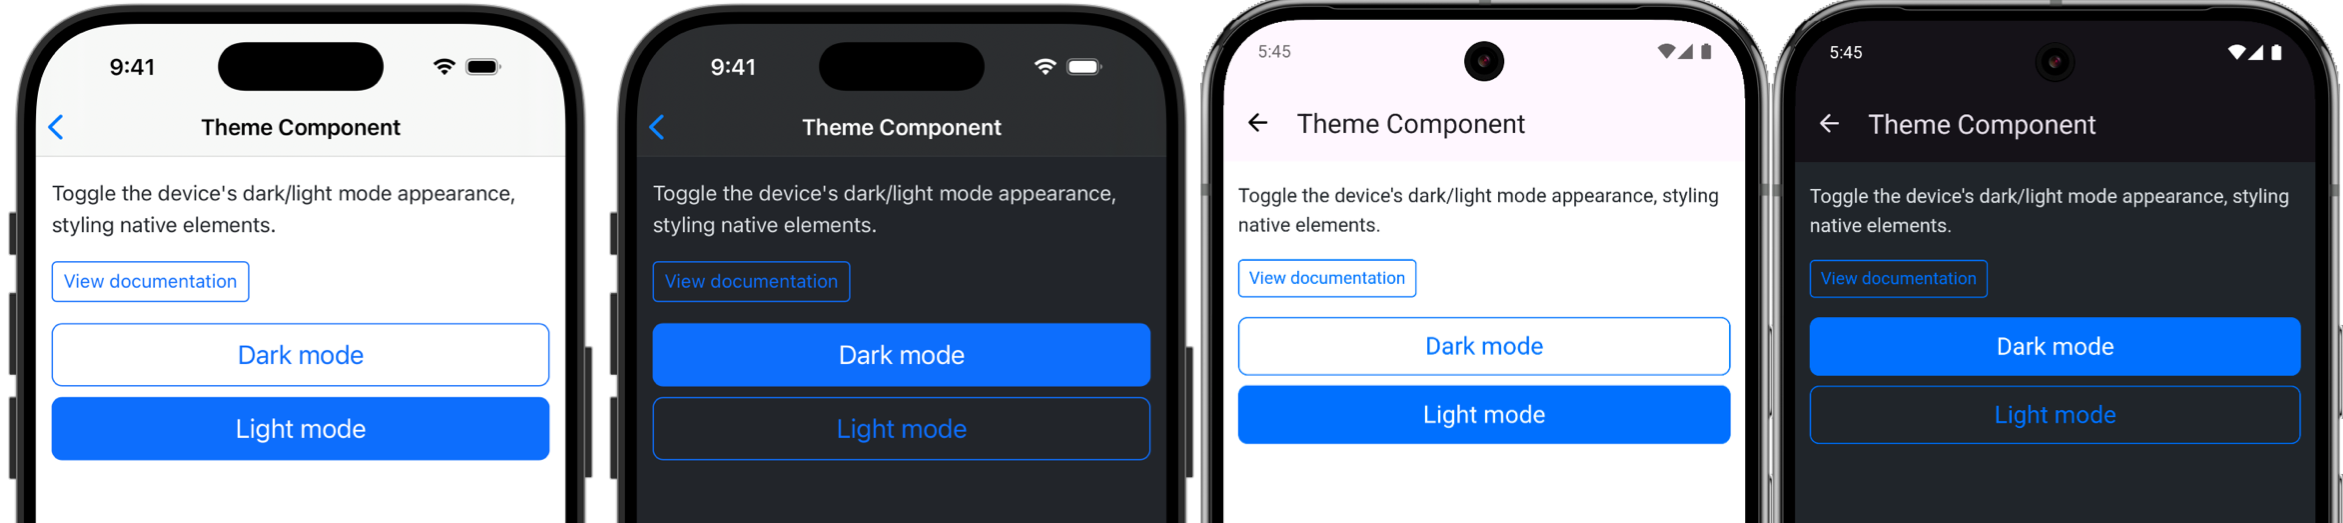 9:41
Theme Component
Toggle the device's dark/light mode appearance,
styling native elements.
View documentation
Dark mode
Light mode
9:41
Theme Component
Toggle the device's dark/light mode appearance,
styling native elements.
View documentation
Dark mode
Light mode
5:45
Theme Component
Toggle the device's dark/light mode appearance, styling
native elements.
View documentation
Dark mode
Light mode
5:45
Theme Component
Toggle the device's dark/light mode appearance, styling
native elements.
View documentation
Dark mode
Light mode